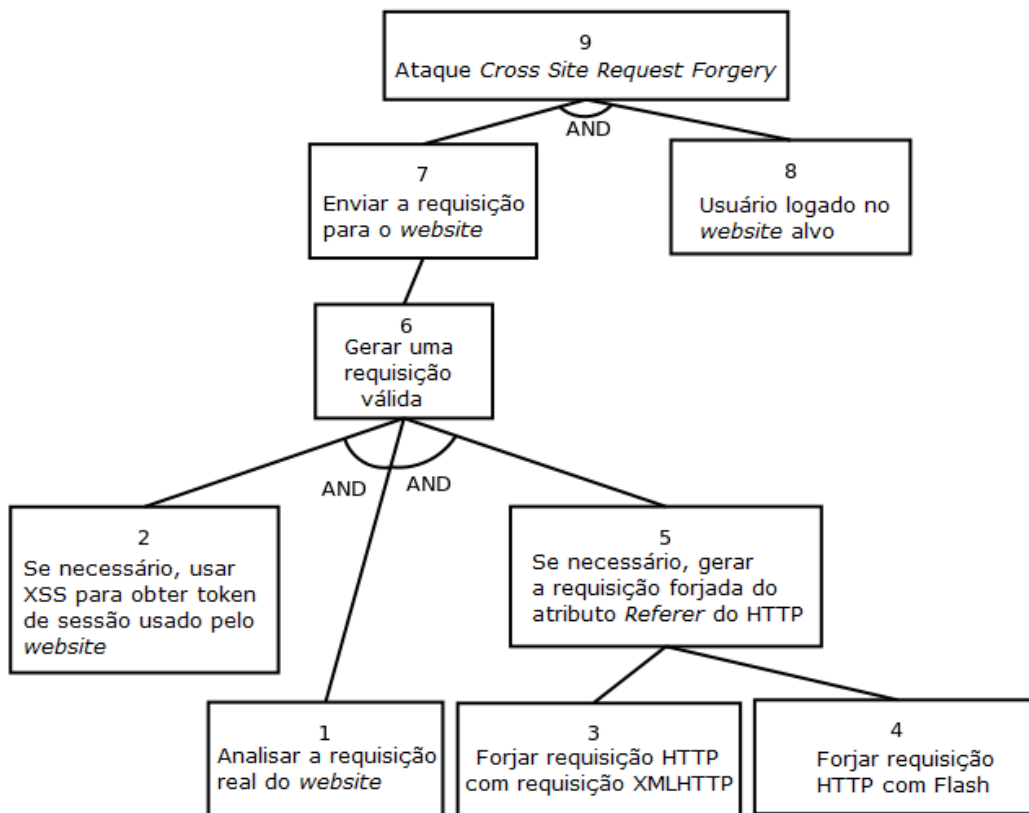 9
Ataque Cross Site Request Forgery
AND
7
Enviar a requisição
para o website
8
Usuário logado no
website alvo
6
Gerar uma
requisição
válida
AND
AND
2
Se necessário, usar
XSS para obter token
de sessão usado pelo
website
5
Se necessário, gerar
a requisição forjada do
atributo Referer do HTTP
1
Analisar a requisição
real do website
3
Forjar requisição HTTP
com requisição XMLHTTP
4
Forjar requisição
HTTP com Flash